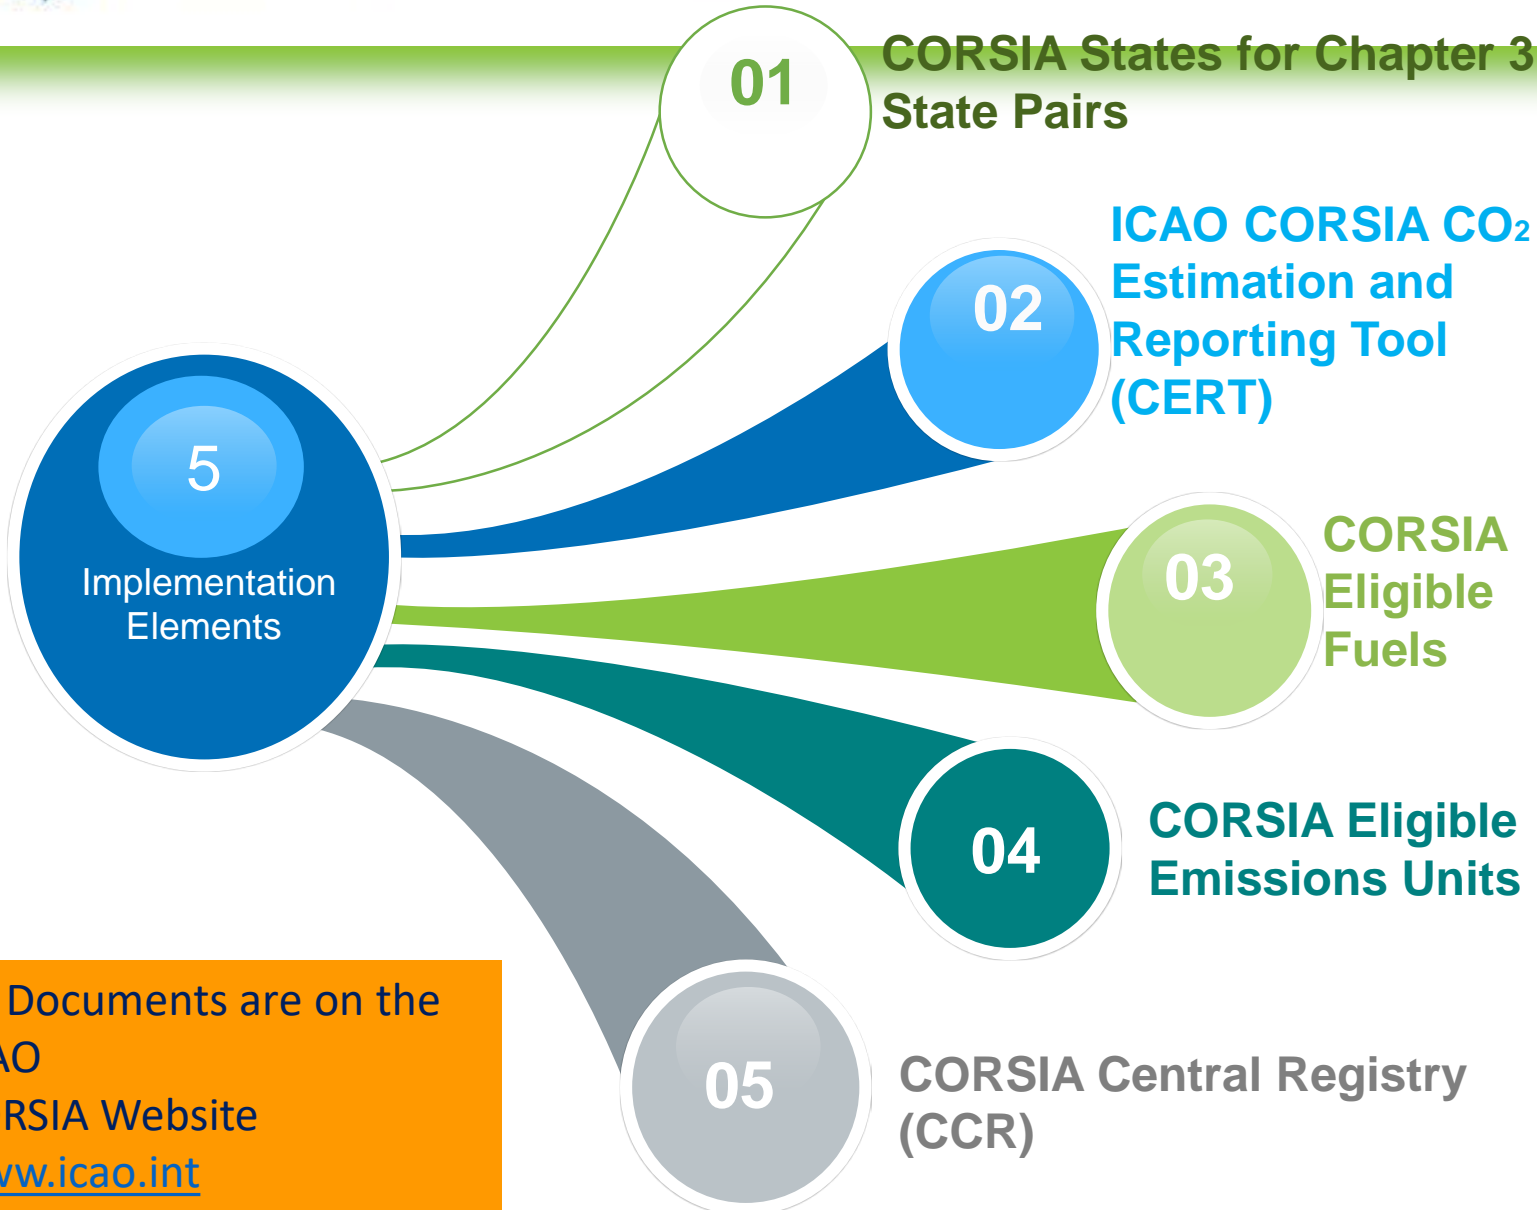 01
CORSIA States for Chapter 3
State Pairs
02
ICAO CORSIA CO2
Estimation and
Reporting Tool
(CERT)
5
Implementation
Elements
03
CORSIA
Eligible
Fuels
04
CORSIA Eligible
Emissions Units
05
CORSIA Central Registry
(CCR)
Documents are on the
AO
RSIA Website
ww.icao.int